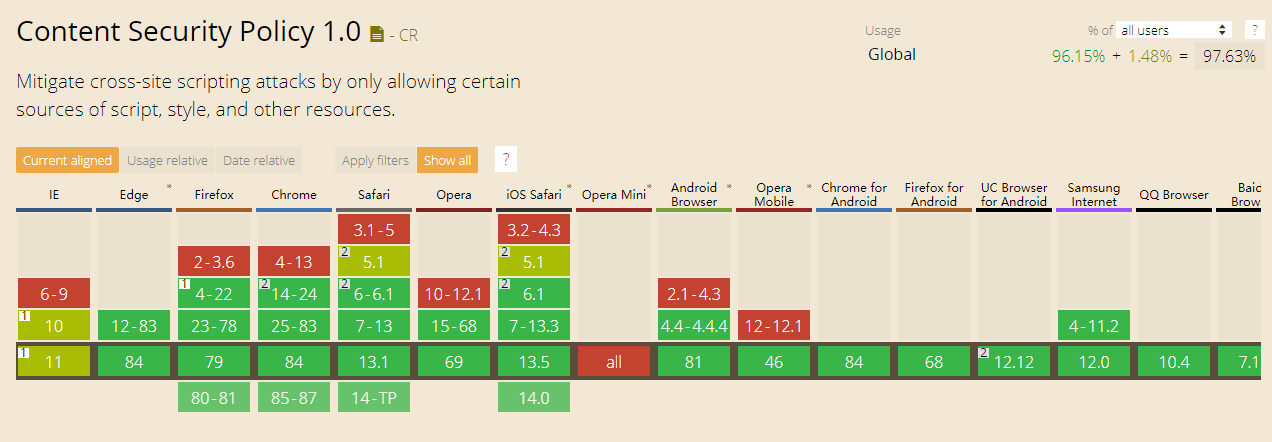 Content Security Policy 1.0 - CR
Usage % of all users ?
Global 96.15% + 1.48% = 97.63%
Mitigate cross-site scripting attacks by only allowing certain
sources of script, style, and other resources.
Current aligned Usage relative Date relative Apply filters Show all ?
IE Edge * Firefox Chrome Safari Opera iOS Safari * Opera Mini * Android Browser * Opera Mobile * Chrome for Android Firefox for Android UC Browser for Android Samsung Internet QQ Browser Baid Brow
3.1-5 3.2-4.3
2-3.6 4-13 2 5.1 2 5.1
6-9 1 4-22 2 14-24 2 6-6.1 10-12.1 2 6.1 2.1-4.3
1 10 12-83 23-78 25-83 7-13 15-68 7-13.3 4.4-4.4.4 12-12.1 4-11.2
1 11 84 79 84 13.1 69 13.5 all 81 46 84 68 2 12.12 12.0 10.4 7.1
80-81 85-87 14-TP 14.0